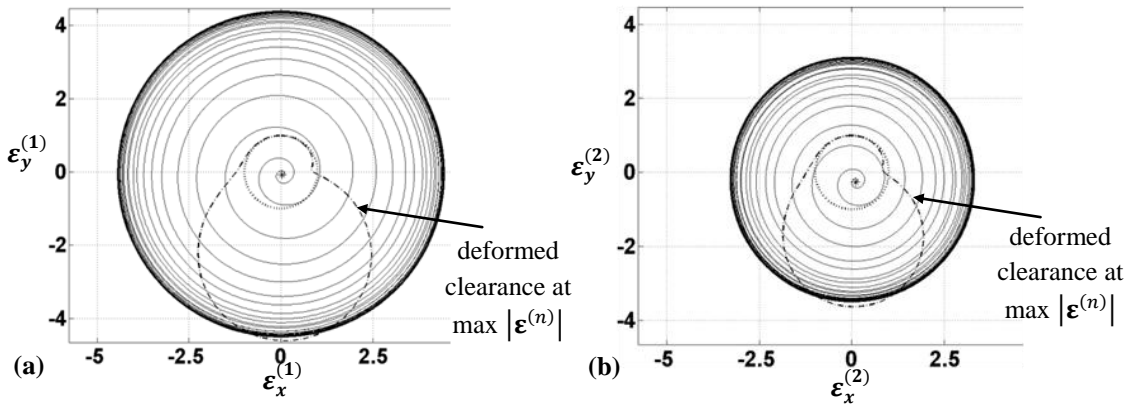 4
2
0
-2
-4
ε_y^(1)
-5
-2.5
0
2.5
ε_x^(1)
(a)
deformed
clearance at
max |ε^(n)|
4
2
0
-2
-4
ε_y^(2)
-5
-2.5
0
2.5
ε_x^(2)
(b)
deformed
clearance at
max |ε^(n)|